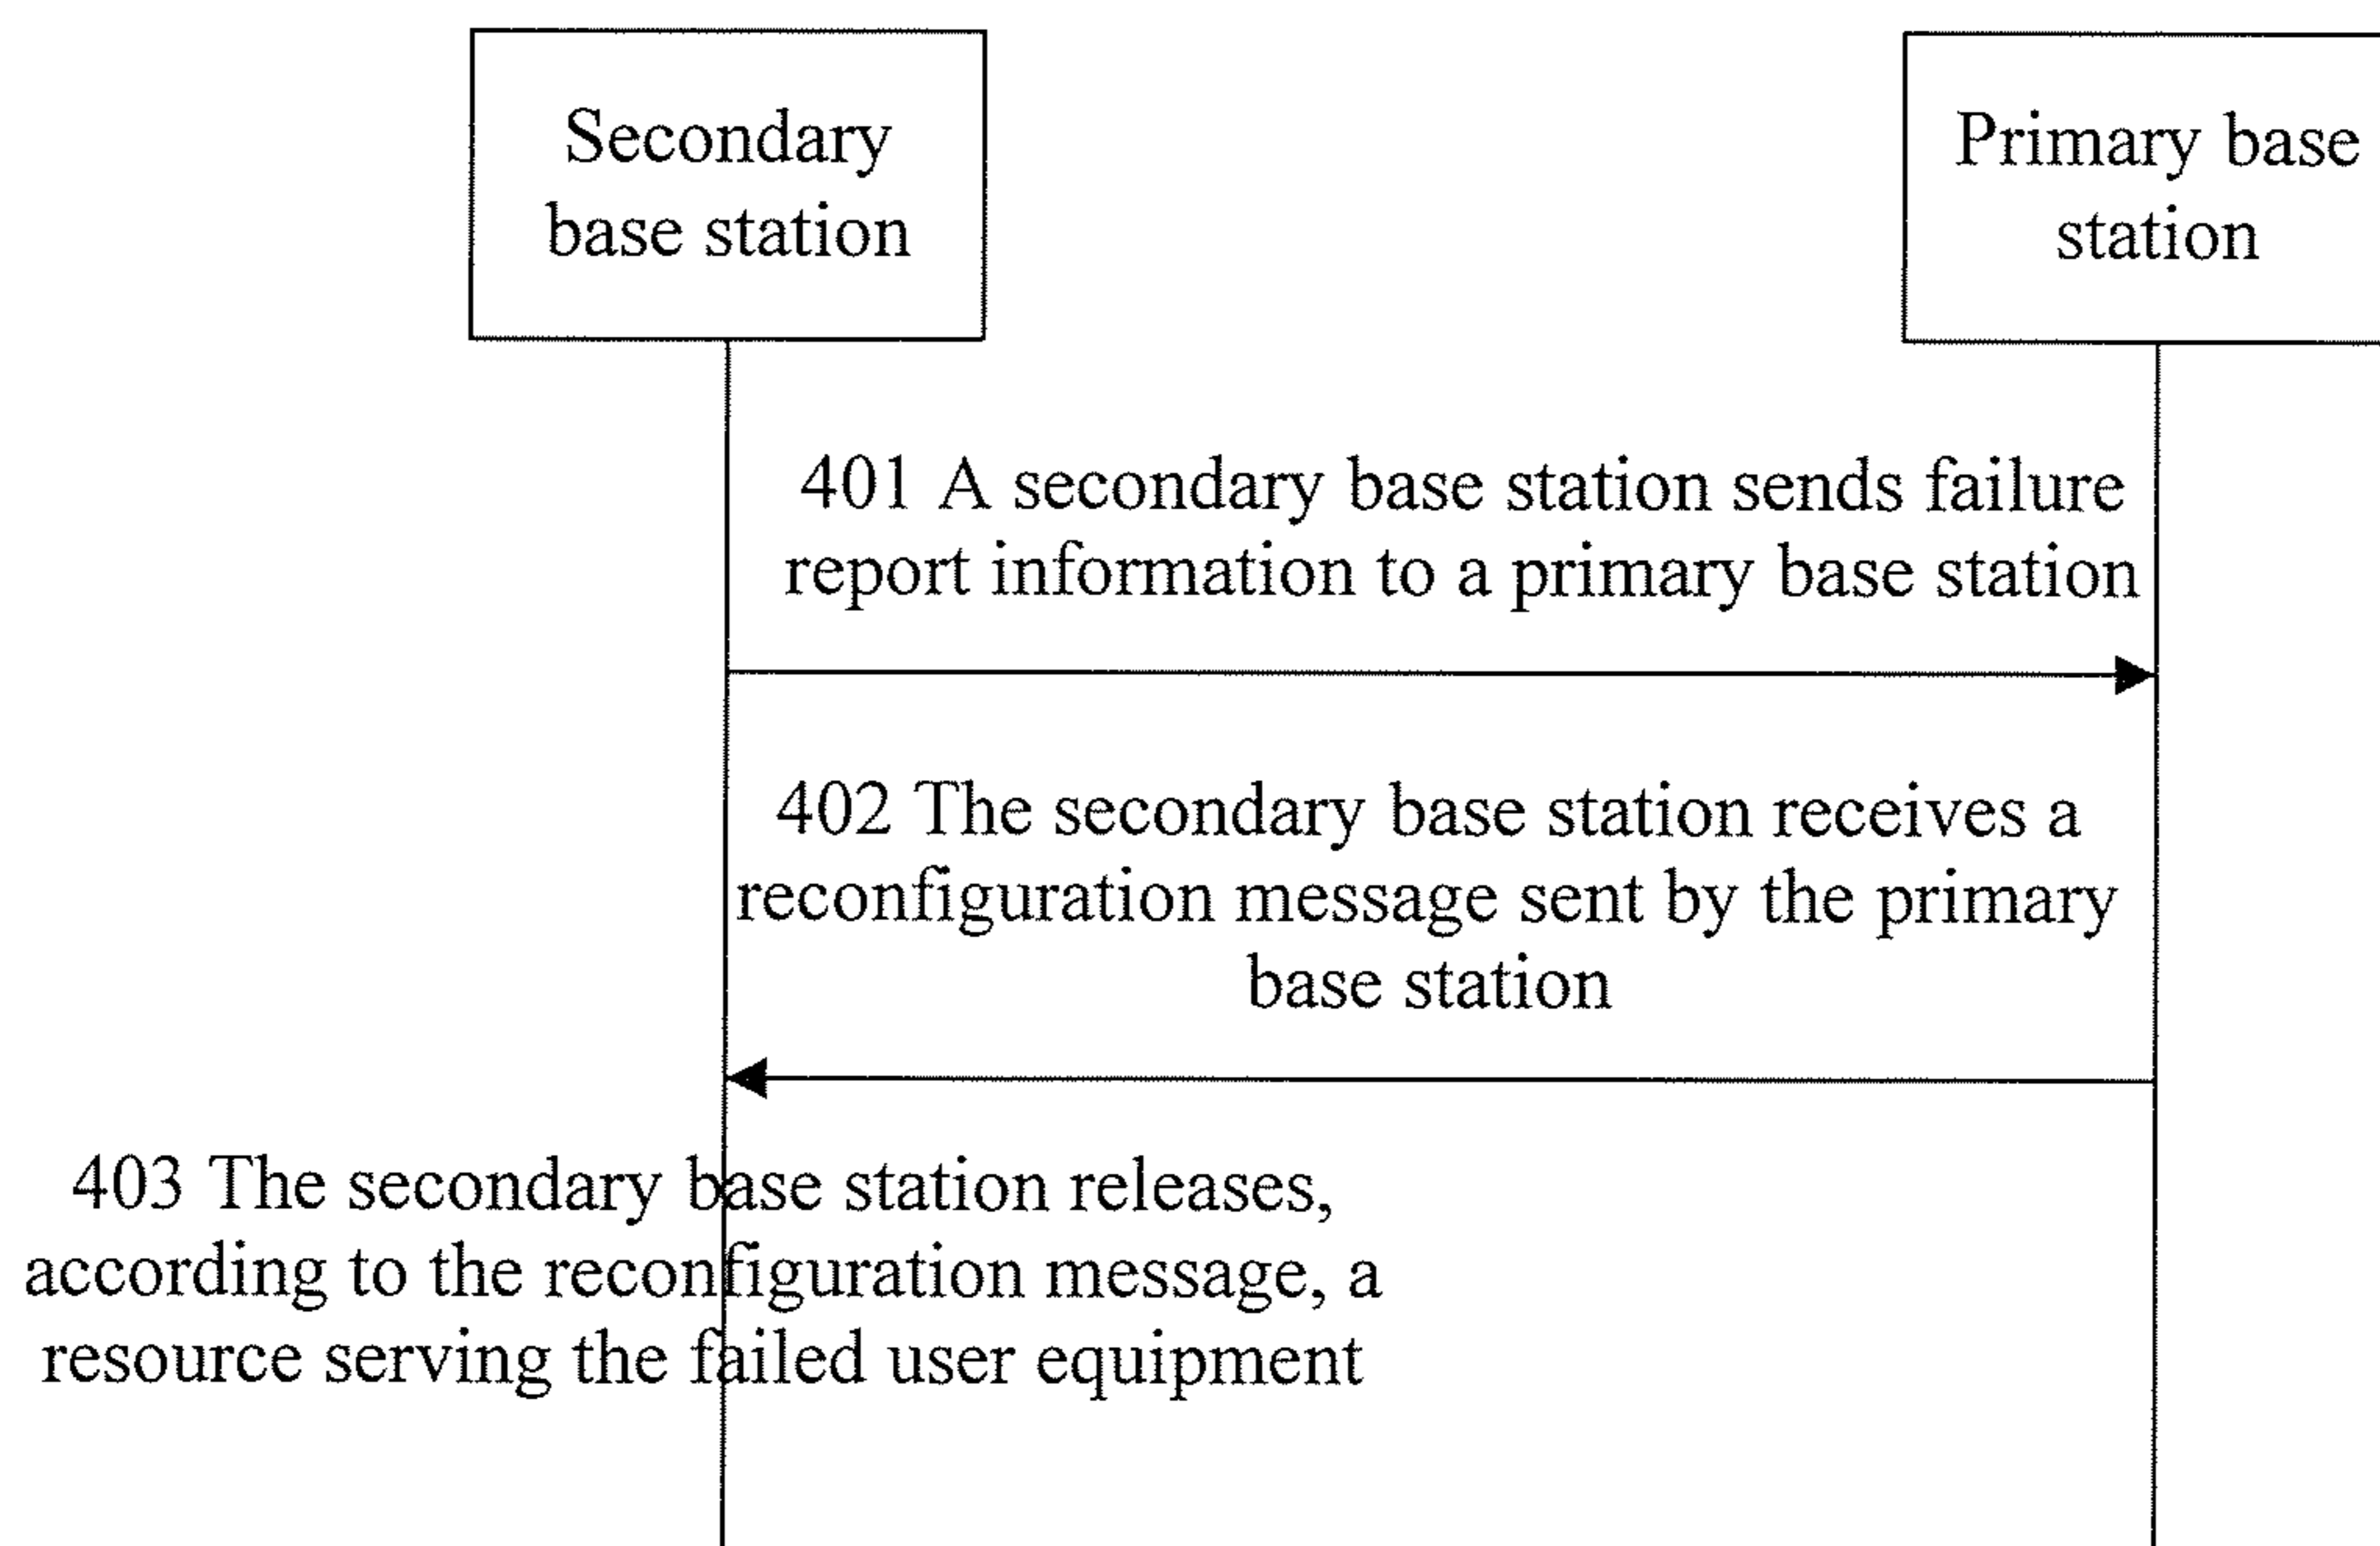 Secondary
base station
Primary base
station
401 A secondary base station sends failure
report information to a primary base station
402 The secondary base station receives a
reconfiguration message sent by the primary
base station
403 The secondary base station releases,
according to the reconfiguration message, a
resource serving the failed user equipment